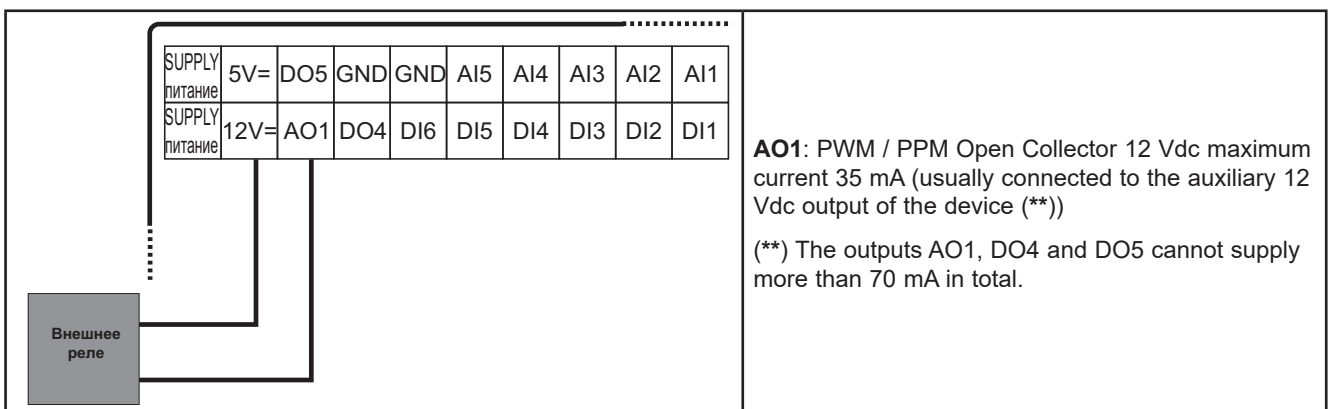 SUPPLY питание 5V= DO5 GND GND AI5 AI4 AI3 AI2 AI1
SUPPLY питание 12V= AO1 DO4 DI6 DI5 DI4 DI3 DI2 DI1
Внешнее
реле
AO1: PWM / PPM Open Collector 12 Vdc maximum
current 35 mA (usually connected to the auxiliary 12
Vdc output of the device (**))
(**) The outputs AO1, DO4 and DO5 cannot supply
more than 70 mA in total.